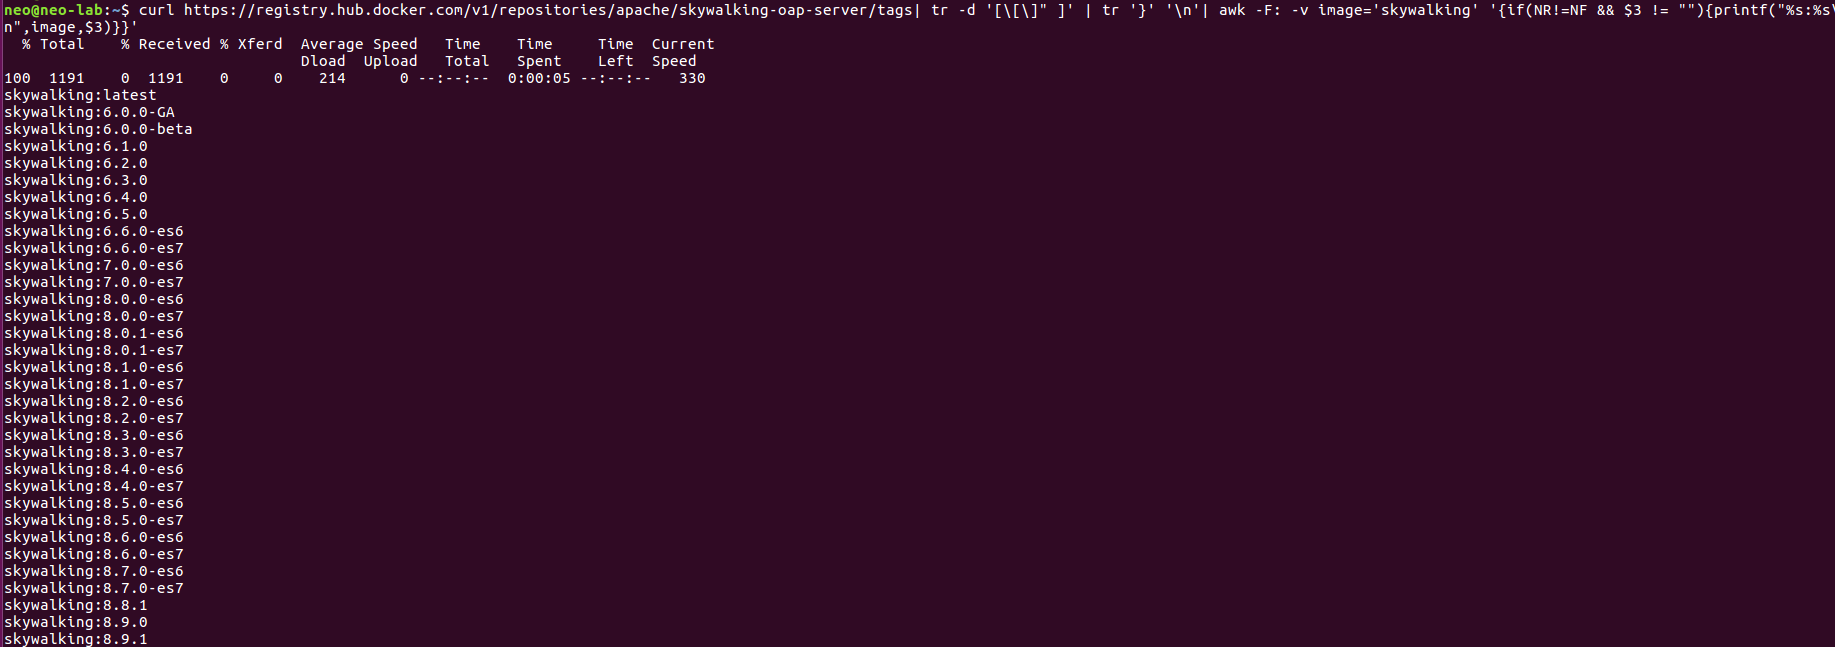 neo@neo-lab:~$ curl https://registry.hub.docker.com/v1/repositories/apache/skywalking-oap-server/tags| tr -d '[\[\]" ]' | tr '}' '\n'| awk -F: -v image='skywalking' '{if(NR!=NF && $3 != ""){printf("%s:%s\
n",image,$3)}}'
  % Total    % Received % Xferd  Average Speed   Time    Time     Time  Current
                                 Dload  Upload   Total   Spent    Left  Speed
100  1191    0  1191    0     0    214      0 --:--:--  0:00:05 --:--:--   330
skywalking:latest
skywalking:6.0.0-GA
skywalking:6.0.0-beta
skywalking:6.1.0
skywalking:6.2.0
skywalking:6.3.0
skywalking:6.4.0
skywalking:6.5.0
skywalking:6.6.0-es6
skywalking:6.6.0-es7
skywalking:7.0.0-es6
skywalking:7.0.0-es7
skywalking:8.0.0-es6
skywalking:8.0.0-es7
skywalking:8.0.1-es6
skywalking:8.0.1-es7
skywalking:8.1.0-es6
skywalking:8.1.0-es7
skywalking:8.2.0-es6
skywalking:8.2.0-es7
skywalking:8.3.0-es6
skywalking:8.3.0-es7
skywalking:8.4.0-es6
skywalking:8.4.0-es7
skywalking:8.5.0-es6
skywalking:8.5.0-es7
skywalking:8.6.0-es6
skywalking:8.6.0-es7
skywalking:8.7.0-es6
skywalking:8.7.0-es7
skywalking:8.8.1
skywalking:8.9.0
skywalking:8.9.1